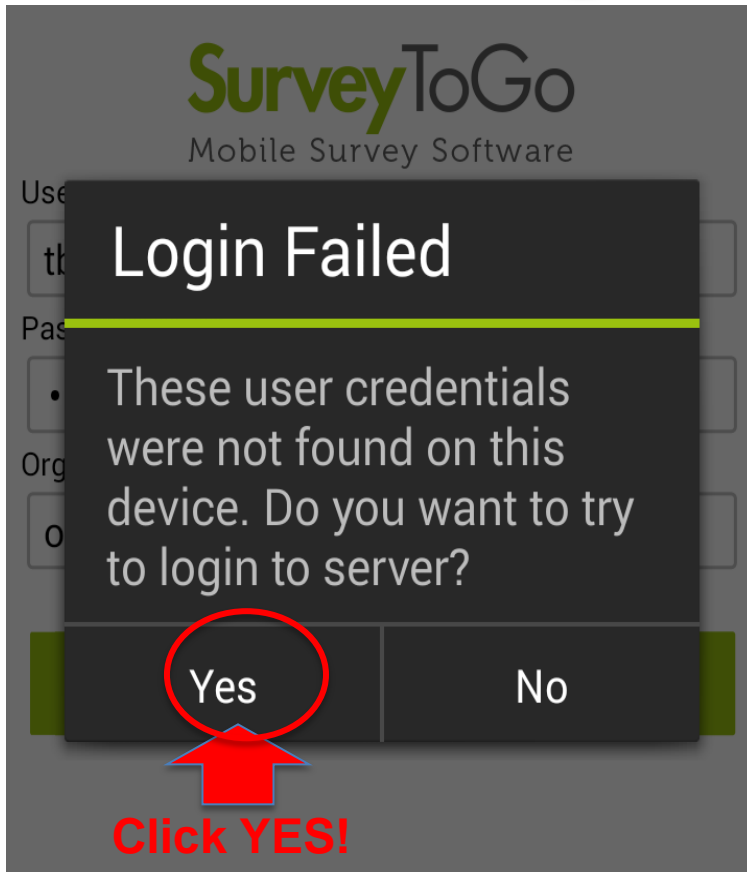 SurveyToGo
Mobile Survey Software
Login Failed
These user credentials
were not found on this
device. Do you want to try
to login to server?
Yes
No
Click YES!